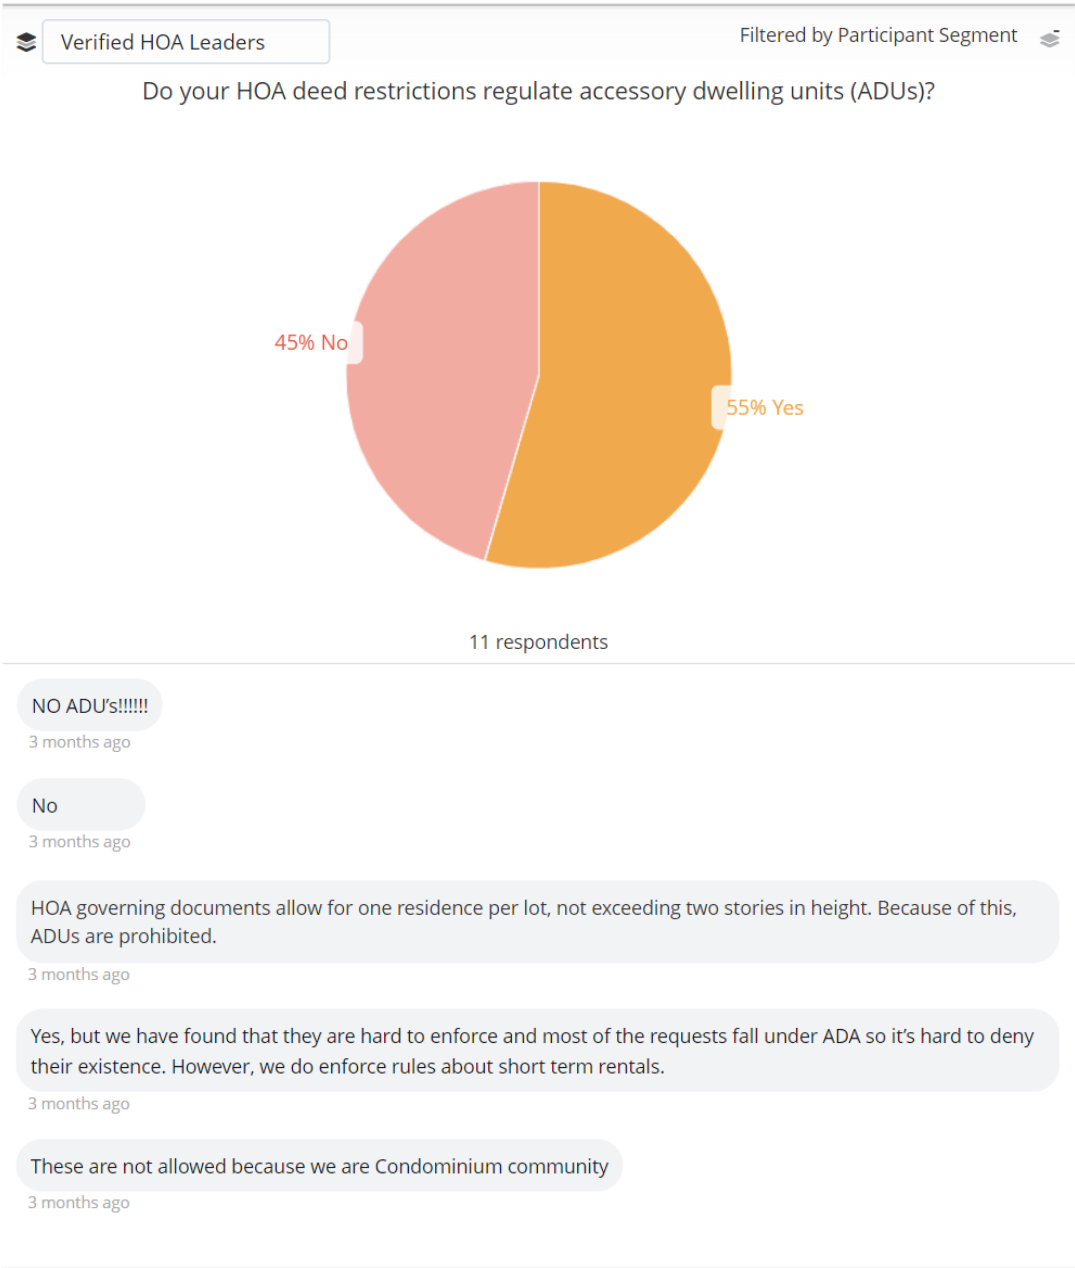 Verified HOA Leaders
Filtered by Participant Segment
Do your HOA deed restrictions regulate accessory dwelling units (ADUs)?
45% No
55% Yes
11 respondents
NO ADU's!!!!!!
3 months ago
No
3 months ago
HOA governing documents allow for one residence per lot, not exceeding two stories in height. Because of this,
ADUs are prohibited.
3 months ago
Yes, but we have found that they are hard to enforce and most of the requests fall under ADA so it's hard to deny
their existence. However, we do enforce rules about short term rentals.
3 months ago
These are not allowed because we are Condominium community
3 months ago